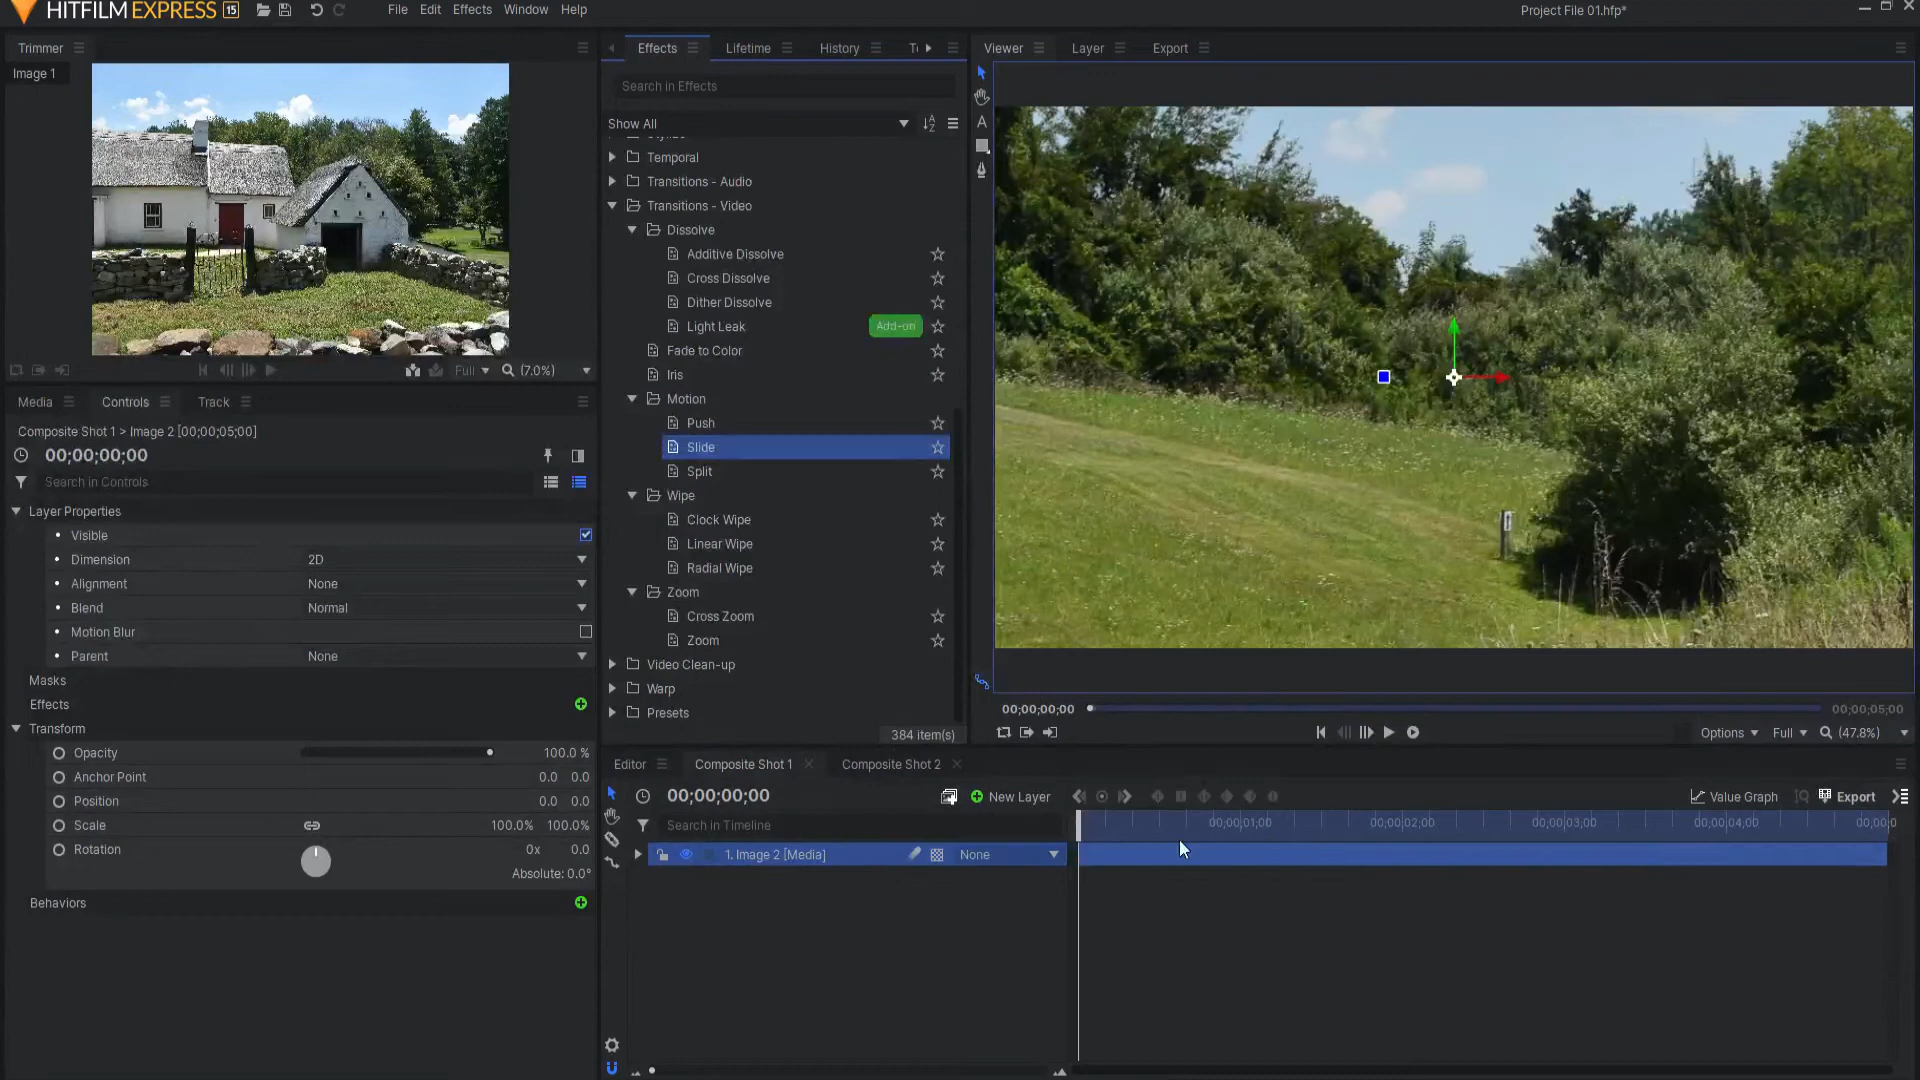 HITFILM EXPRESS 15
File Edit Effects Window Help
Project File 01.hfp*
Trimmer
Image 1
Full (7.0%)
Media Controls Track
Composite Shot 1 > Image 2 [00;00;05;00]
00;00;00;00
Search in Controls
Layer Properties
Visible
Dimension 2D
Alignment None
Blend Normal
Motion Blur
Parent None
Masks
Effects
Transform
Opacity 100.0 %
Anchor Point 0.0 0.0
Position 0.0 0.0
Scale 100.0% 100.0%
Rotation 0x 0.0
Absolute: 0.0°
Behaviors
Effects Lifetime History
Search in Effects
Show All
Temporal
Transitions - Audio
Transitions - Video
Dissolve
Additive Dissolve
Cross Dissolve
Dither Dissolve
Light Leak Add-on
Fade to Color
Iris
Motion
Push
Slide
Split
Wipe
Clock Wipe
Linear Wipe
Radial Wipe
Zoom
Cross Zoom
Zoom
Video Clean-up
Warp
Presets
384 item(s)
Viewer Layer Export
A
00;00;00;00 00;00;05;00
Options Full (47.8%)
Editor Composite Shot 1 Composite Shot 2
00;00;00;00 New Layer Value Graph Export
Search in Timeline 00;00;01;00 00;00;02;00 00;00;03;00 00;00;04;00 00;00;0
1. Image 2 [Media] None